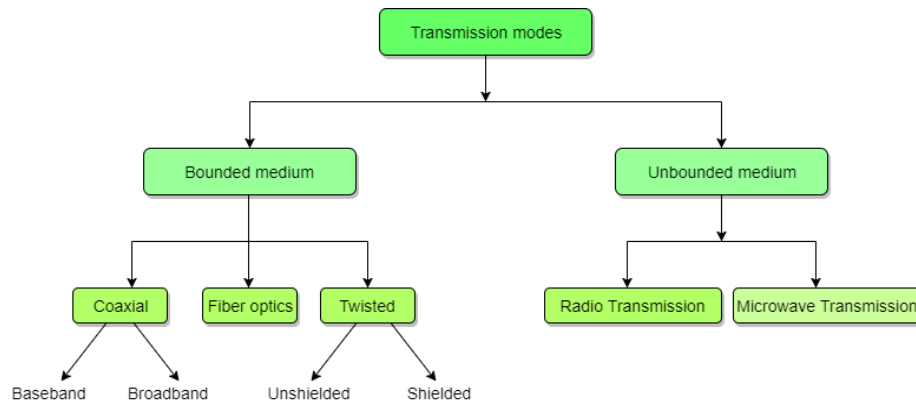 Transmission modes
Bounded medium
Unbounded medium
Coaxial
Fiber optics
Twisted
Radio Transmission
Microwave Transmission
Baseband
Broadband
Unshielded
Shielded